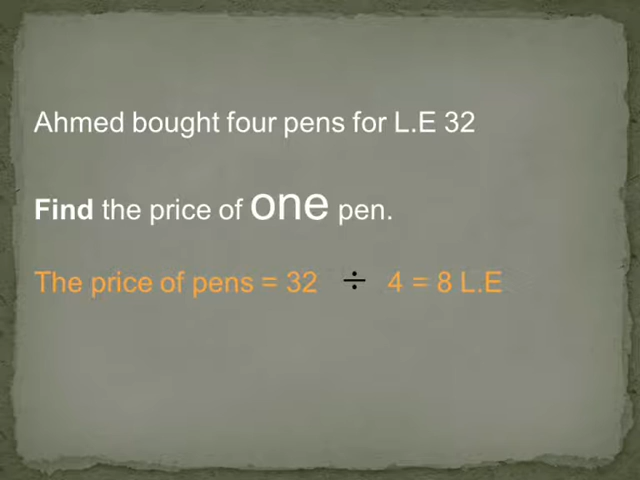 Ahmed bought four pens for L.E 32
Find the price of one pen.
The price of pens = 32 ÷ 4 = 8 L.E